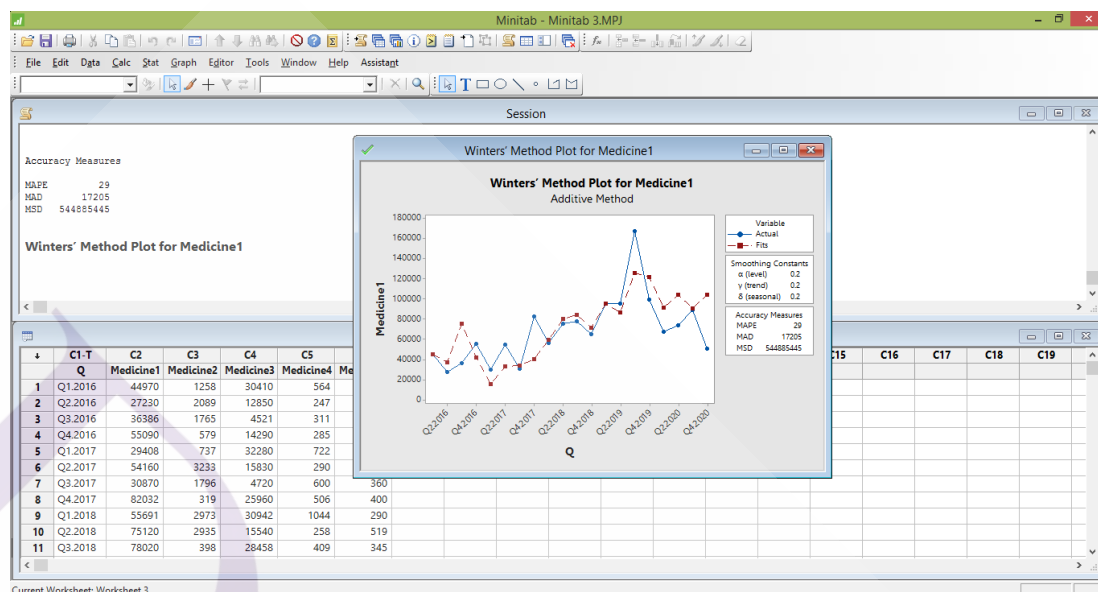 Minitab - Minitab 3.MPJ
File Edit Data Calc Stat Graph Editor Tools Window Help Assistant
Session
Accuracy Measures
MAPE 29
MAD 17205
MSD 544885445
Winters' Method Plot for Medicine1
Winters' Method Plot for Medicine1
Winters' Method Plot for Medicine1
Additive Method
180000
160000
140000
120000
100000
80000
60000
40000
20000
0
Medicine1
Q2.2016 Q4.2016 Q2.2017 Q4.2017 Q2.2018 Q4.2018 Q2.2019 Q4.2019 Q2.2020 Q4.2020
Q
Variable
Actual
Fits
Smoothing Constants
α (level) 0.2
γ (trend) 0.2
δ (seasonal) 0.2
Accuracy Measures
MAPE 29
MAD 17205
MSD 544885445
C1-T C2 C3 C4 C5 C15 C16 C17 C18 C19
Q Medicine1 Medicine2 Medicine3 Medicine4 Me
1 Q1.2016 44970 1258 30410 564
2 Q2.2016 27230 2089 12850 247
3 Q3.2016 36386 1765 4521 311
4 Q4.2016 55090 579 14290 285
5 Q1.2017 29408 737 32280 722
6 Q2.2017 54160 3233 15830 290
7 Q3.2017 30870 1796 4720 600 360
8 Q4.2017 82032 319 25960 506 400
9 Q1.2018 55691 2973 30942 1044 290
10 Q2.2018 75120 2935 15540 258 519
11 Q3.2018 78020 398 28458 409 345
Current Worksheet: Worksheet 3